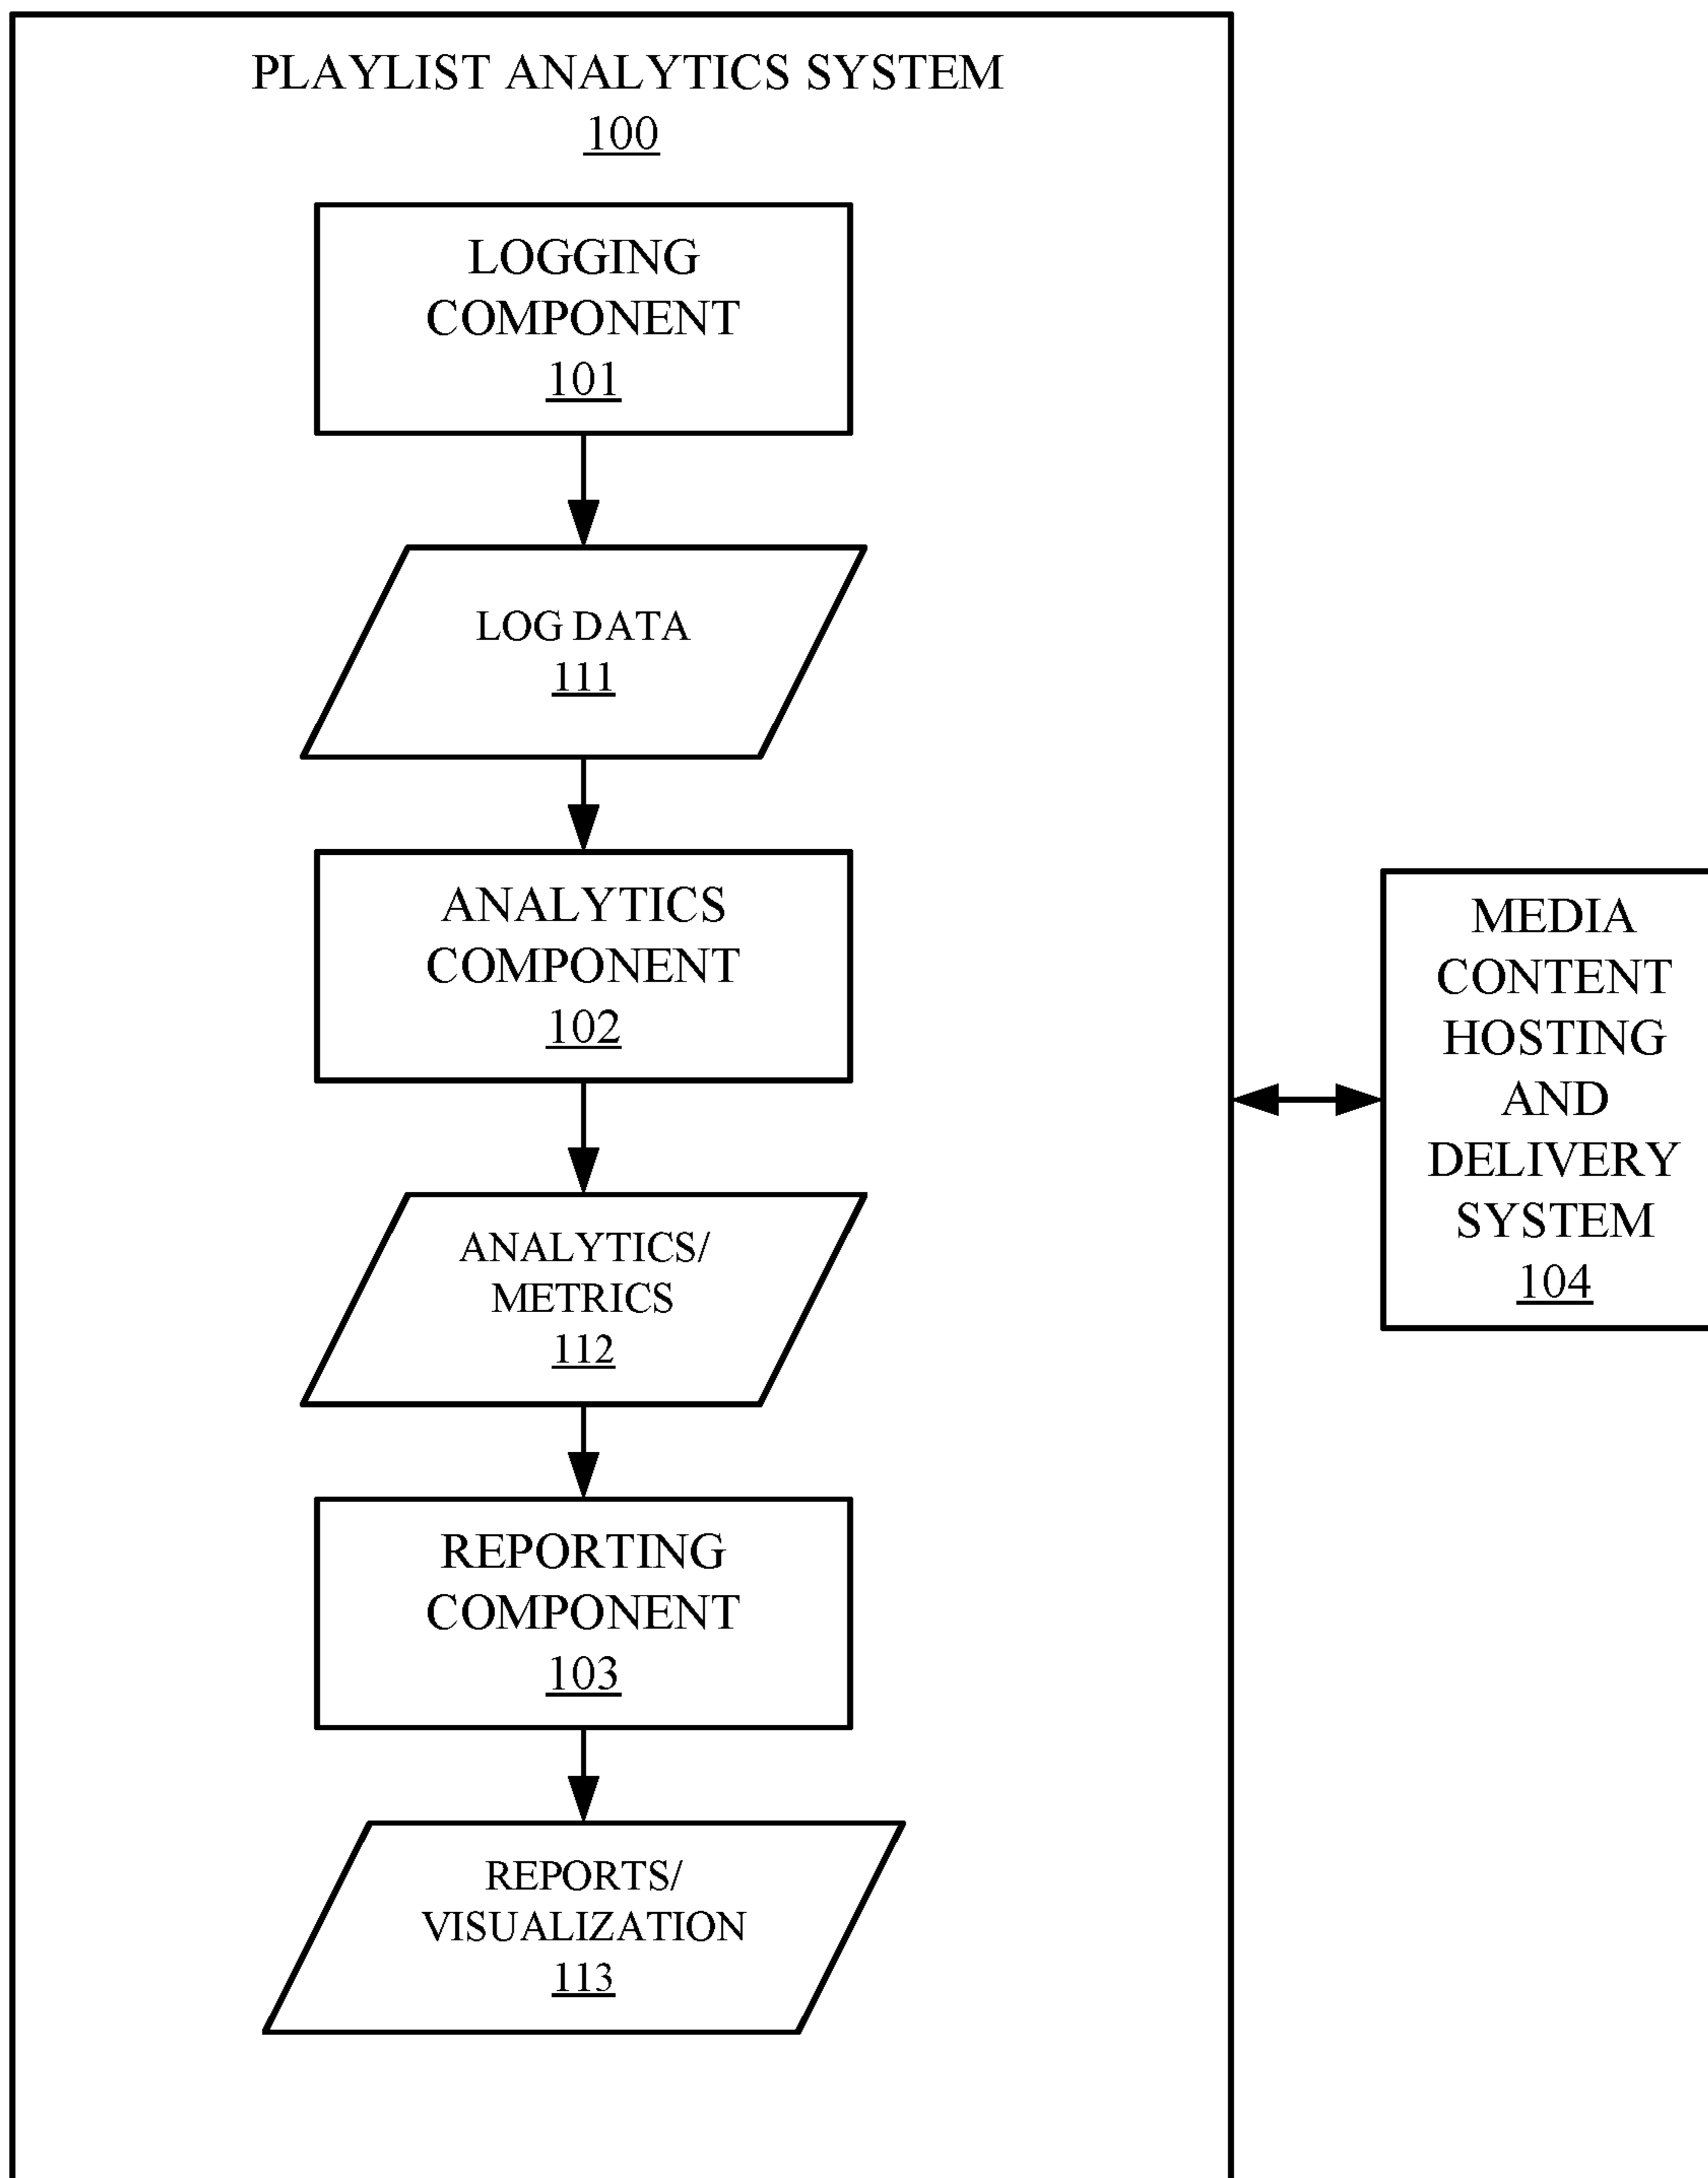 PLAYLIST ANALYTICS SYSTEM
100
LOGGING
COMPONENT
101
LOG DATA
111
ANALYTICS
COMPONENT
102
ANALYTICS/
METRICS
112
REPORTING
COMPONENT
103
REPORTS/
VISUALIZATION
113
MEDIA
CONTENT
HOSTING
AND
DELIVERY
SYSTEM
104